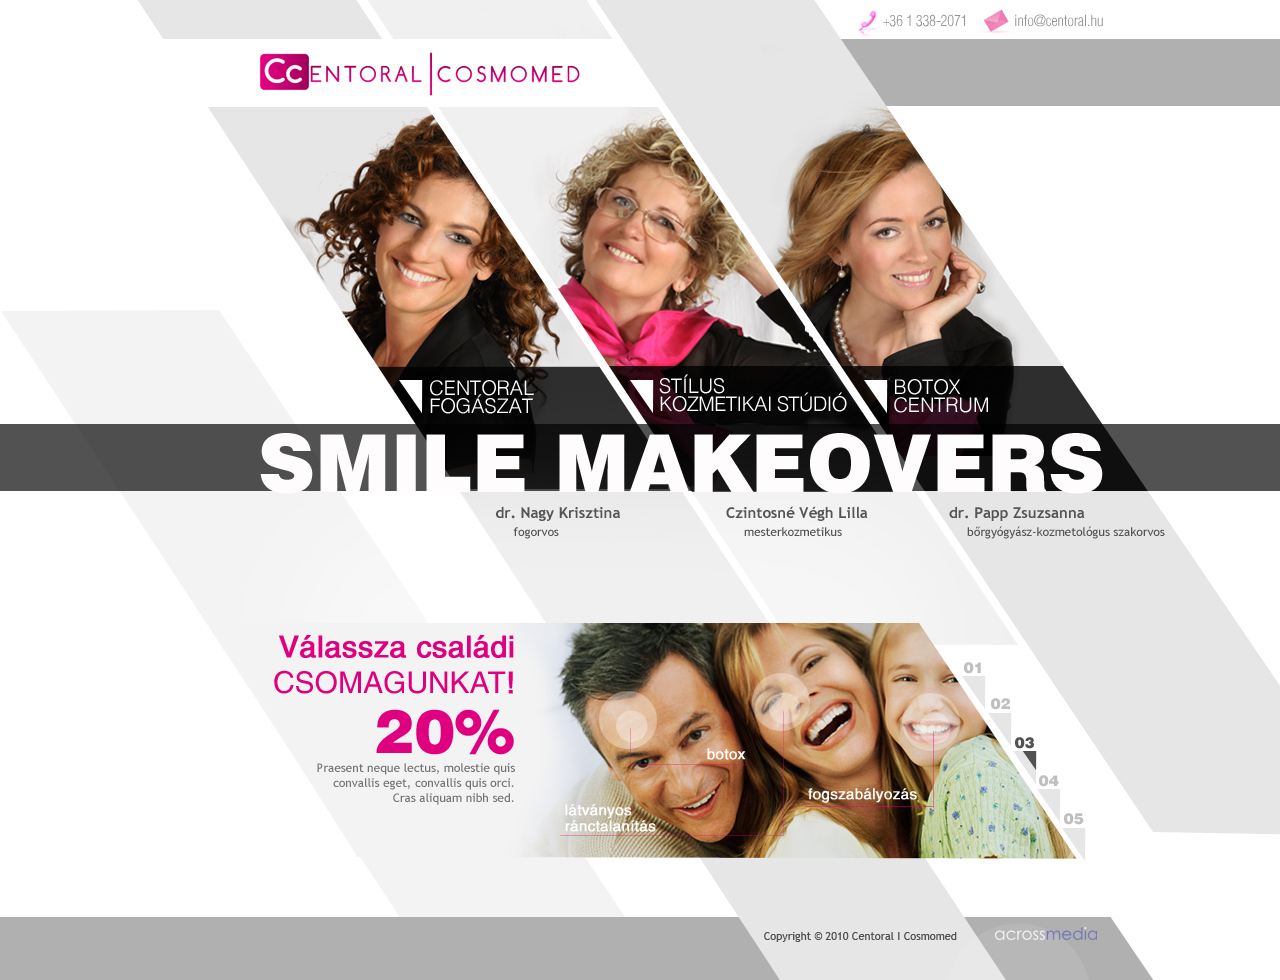 +36 1 338-2071
info@centoral.hu
CcENTORAL|COSMOMED
CENTORAL
FOGÁSZAT
STÍLUS
KOZMETIKAI STÚDIÓ
BOTOX
CENTRUM
SMILE MAKEOVERS
dr. Nagy Krisztina
fogorvos
Czintosné Végh Lilla
mesterkozmetikus
dr. Papp Zsuzsanna
bőrgyógyász-kozmetológus szakorvos
Válassza családi
CSOMAGUNKAT!
20%
Praesent neque lectus, molestie quis
convallis eget, convallis quis orci.
Cras aliquam nibh sed.
botox
látványos
ránctalanítás
fogszabályozás
01
02
03
04
05
Copyright © 2010 Centoral I Cosmomed
acrossmedia